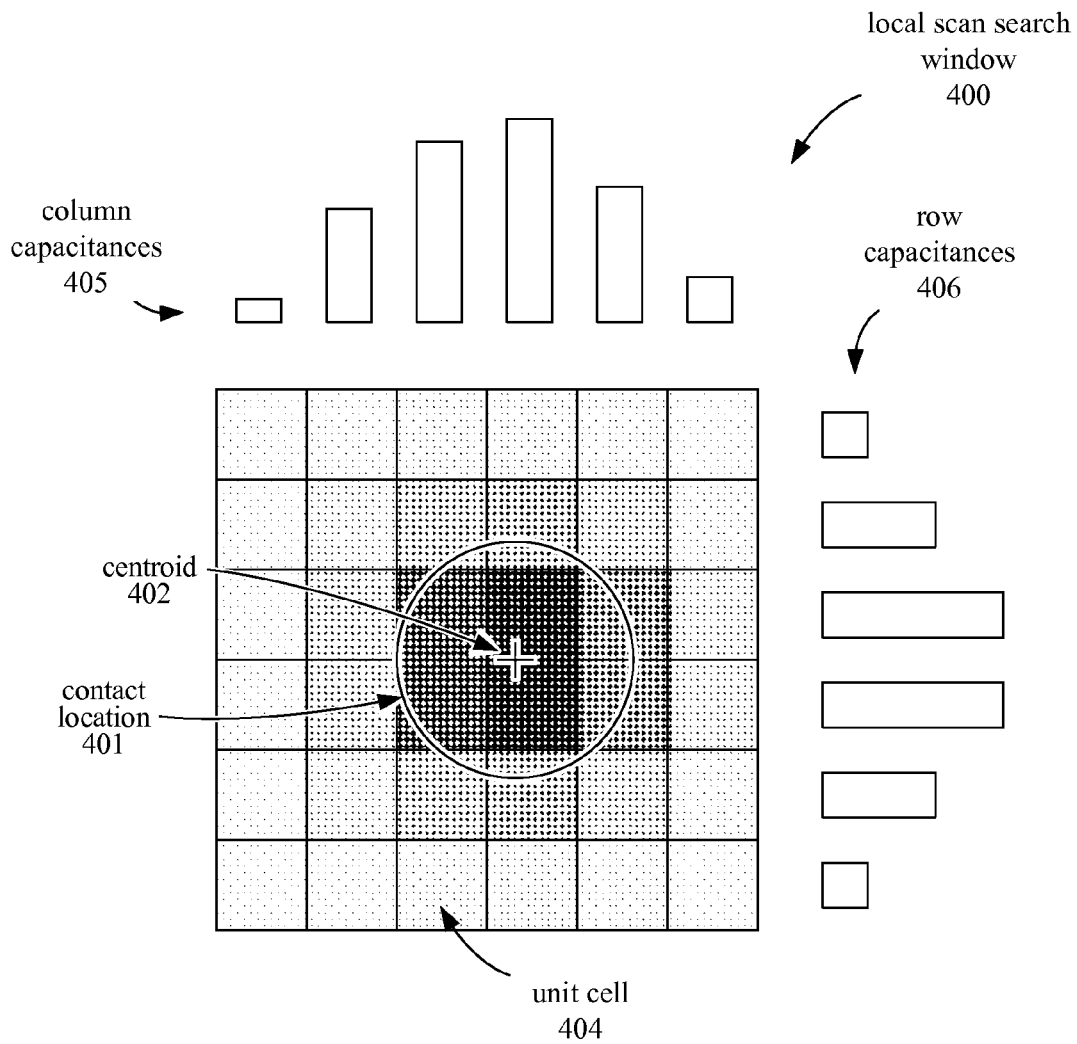 local scan search
window
400
column
capacitances
405
row
capacitances
406
centroid
402
contact
location
401
unit cell
404